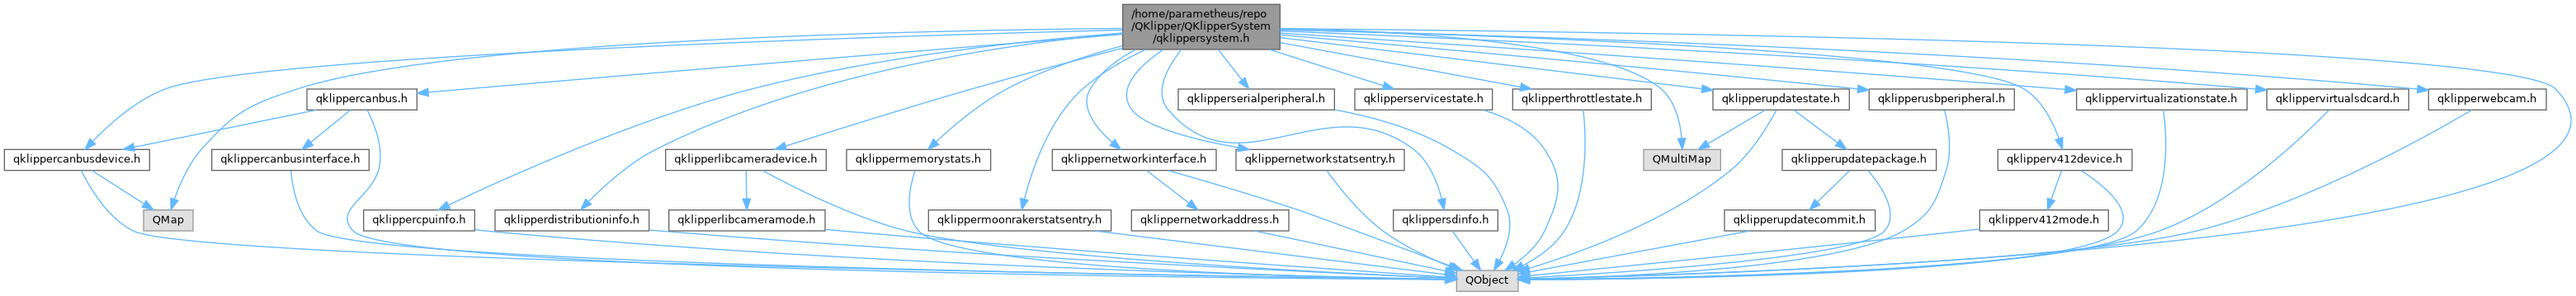 /home/parametheus/repo
/QKlipper/QKlipperSystem
/qklippersystem.h
qklippercanbus.h
qklipperserialperipheral.h
qklipperservicestate.h
qklipperthrottlestate.h
qklipperupdatestate.h
qklipperusbperipheral.h
qklippervirtualizationstate.h
qklippervirtualsdcard.h
qklipperwebcam.h
qklippercanbusdevice.h
qklippercanbusinterface.h
qklipperlibcameradevice.h
qklippermemorystats.h
qklippernetworkinterface.h
qklippernetworkstatsentry.h
QMultiMap
qklipperupdatepackage.h
qklipperv412device.h
QMap
qklippercpuinfo.h
qklipperdistributioninfo.h
qklipperlibcameramode.h
qklippermoonrakerstatsentry.h
qklippernetworkaddress.h
qklippersdinfo.h
qklipperupdatecommit.h
qklipperv412mode.h
QObject